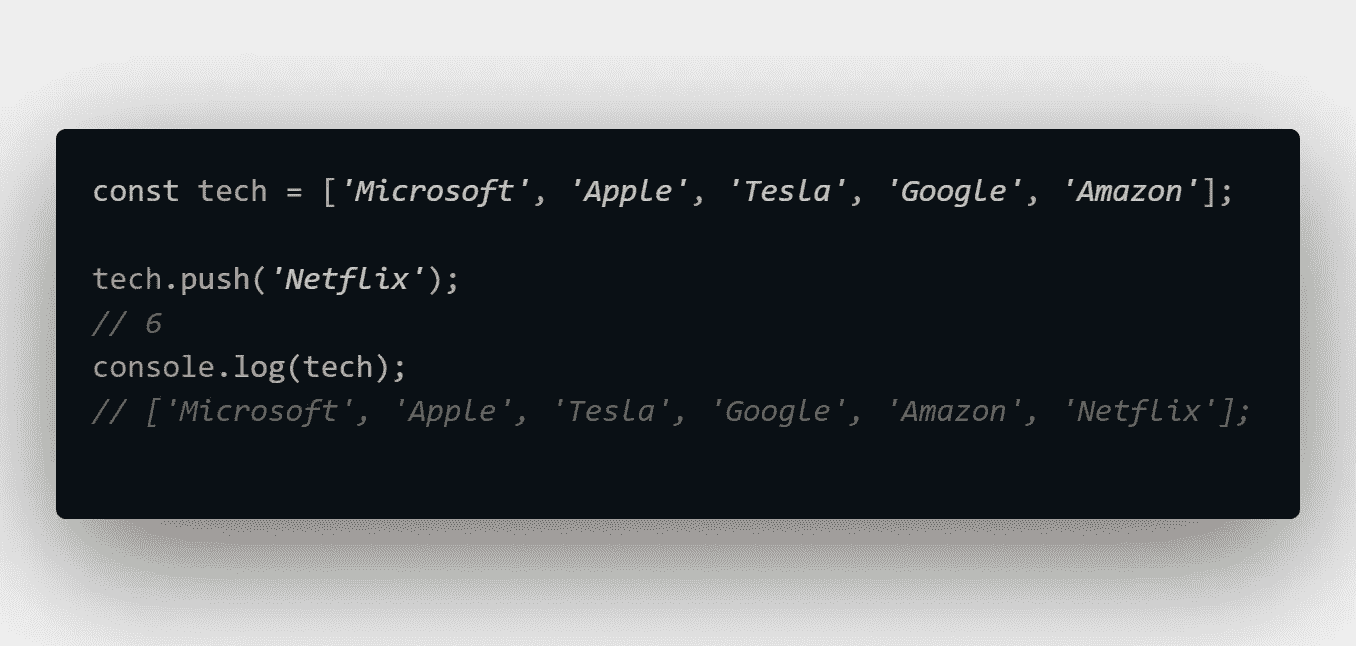 const tech = ['Microsoft', 'Apple', 'Tesla', 'Google', 'Amazon'];
tech.push('Netflix');
// 6
console.log(tech);
// ['Microsoft', 'Apple', 'Tesla', 'Google', 'Amazon', 'Netflix'];